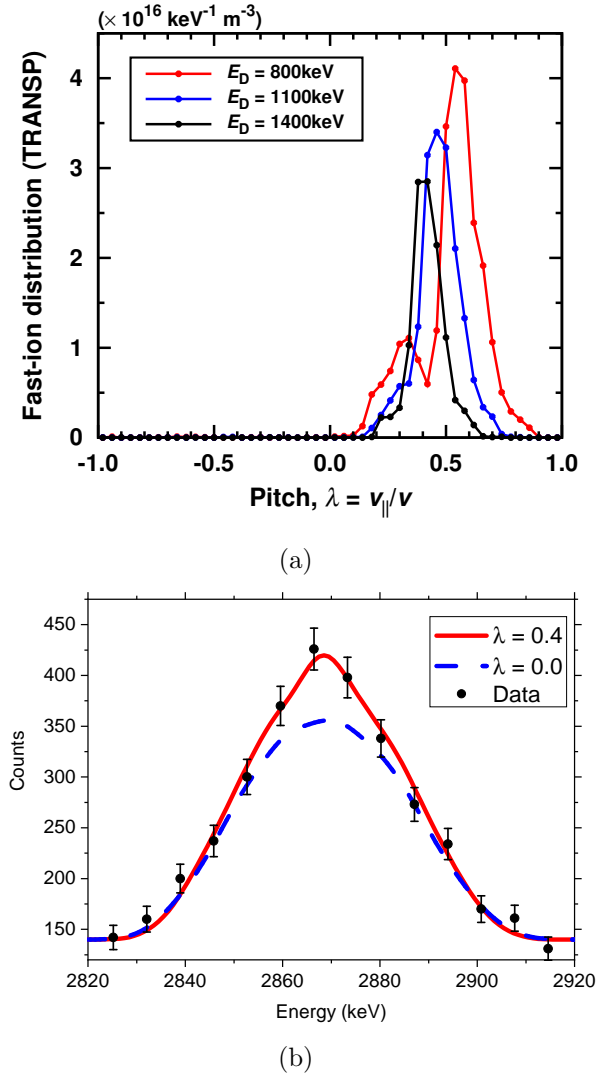 (× 10¹⁶ keV⁻¹ m⁻³)
Fast-ion distribution (TRANSP)
4
3
2
1
0
E_D = 800keV
E_D = 1100keV
E_D = 1400keV
-1.0 -0.5 0.0 0.5 1.0
Pitch, λ = v_||/v
(a)
Counts
450
400
350
300
250
200
150
λ = 0.4
λ = 0.0
Data
2820 2840 2860 2880 2900 2920
Energy (keV)
(b)